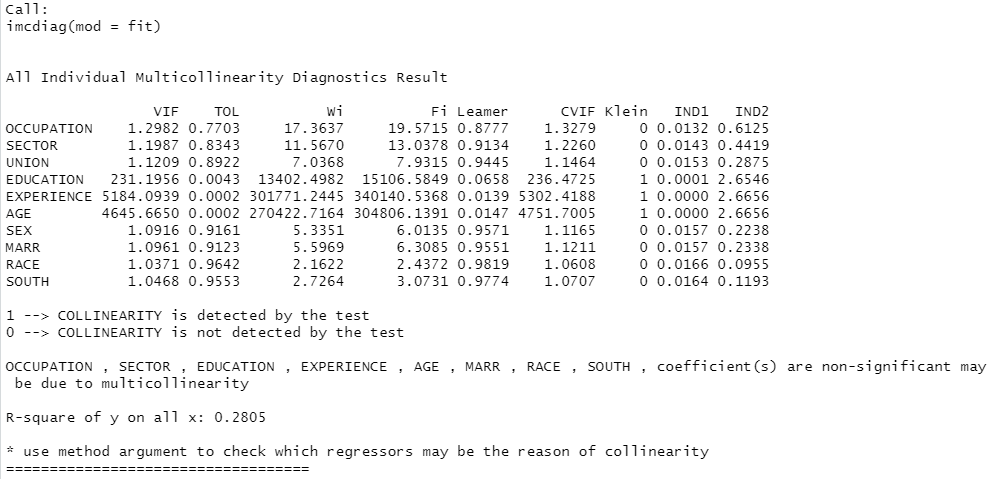 Call:
imcdiag(mod = fit)
All Individual Multicollinearity Diagnostics Result
VIF TOL Wi Fi Leamer CVIF Klein IND1 IND2
OCCUPATION 1.2982 0.7703 17.3637 19.5715 0.8777 1.3279 0 0.0132 0.6125
SECTOR 1.1987 0.8343 11.5670 13.0378 0.9134 1.2260 0 0.0143 0.4419
UNION 1.1209 0.8922 7.0368 7.9315 0.9445 1.1464 0 0.0153 0.2875
EDUCATION 231.1956 0.0043 13402.4982 15106.5849 0.0658 236.4725 1 0.0001 2.6546
EXPERIENCE 5184.0939 0.0002 301771.2445 340140.5368 0.0139 5302.4188 1 0.0000 2.6656
AGE 4645.6650 0.0002 270422.7164 304806.1391 0.0147 4751.7005 1 0.0000 2.6656
SEX 1.0916 0.9161 5.3351 6.0135 0.9571 1.1165 0 0.0157 0.2238
MARR 1.0961 0.9123 5.5969 6.3085 0.9551 1.1211 0 0.0157 0.2338
RACE 1.0371 0.9642 2.1622 2.4372 0.9819 1.0608 0 0.0166 0.0955
SOUTH 1.0468 0.9553 2.7264 3.0731 0.9774 1.0707 0 0.0164 0.1193
1 --> COLLINEARITY is detected by the test
0 --> COLLINEARITY is not detected by the test
OCCUPATION , SECTOR , EDUCATION , EXPERIENCE , AGE , MARR , RACE , SOUTH , coefficient(s) are non-significant may
be due to multicollinearity
R-square of y on all x: 0.2805
* use method argument to check which regressors may be the reason of collinearity
===================================